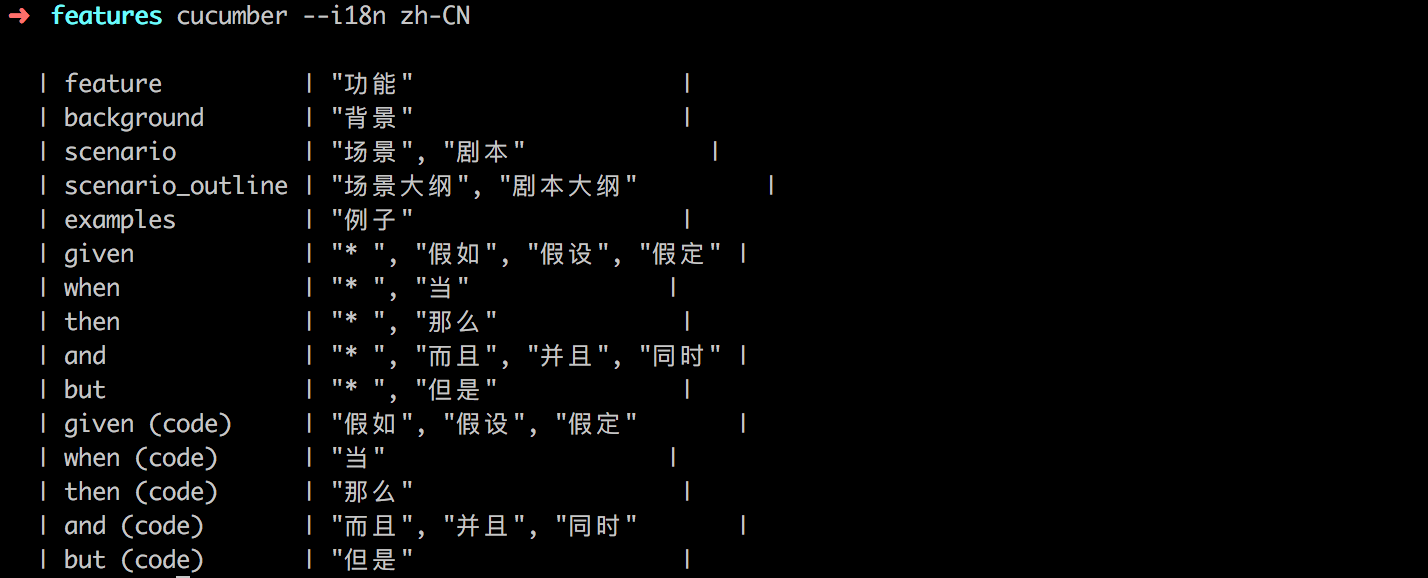 ➜  features cucumber --i18n zh-CN
| feature          | "功能"                   |
| background       | "背景"                   |
| scenario         | "场景", "剧本"             |
| scenario_outline | "场景大纲", "剧本大纲"         |
| examples         | "例子"                   |
| given            | "* ", "假如", "假设", "假定" |
| when             | "* ", "当"              |
| then             | "* ", "那么"             |
| and              | "* ", "而且", "并且", "同时" |
| but              | "* ", "但是"             |
| given (code)     | "假如", "假设", "假定"       |
| when (code)      | "当"                    |
| then (code)      | "那么"                   |
| and (code)       | "而且", "并且", "同时"       |
| but (code)       | "但是"                   |